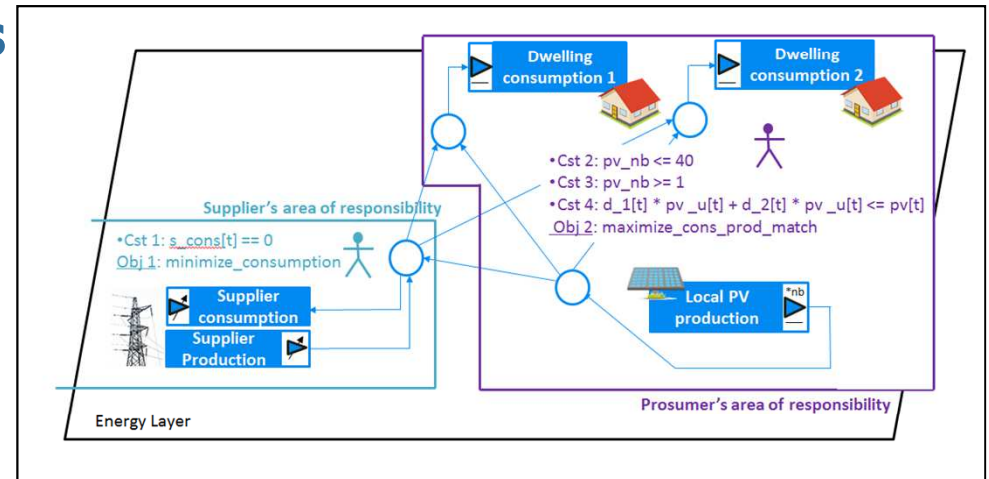 s
Dwelling
consumption 1
Dwelling
consumption 2
•Cst 2: pv_nb <= 40
•Cst 3: pv_nb >= 1
•Cst 4: d_1[t] * pv _u[t] + d_2[t] * pv _u[t] <= pv[t]
Obj 2: maximize_cons_prod_match
Supplier's area of responsibility
•Cst 1: s_cons[t] == 0
Obj 1: minimize_consumption
Supplier
consumption
Supplier
Production
*nb
Local PV
production
Prosumer's area of responsibility
Energy Layer